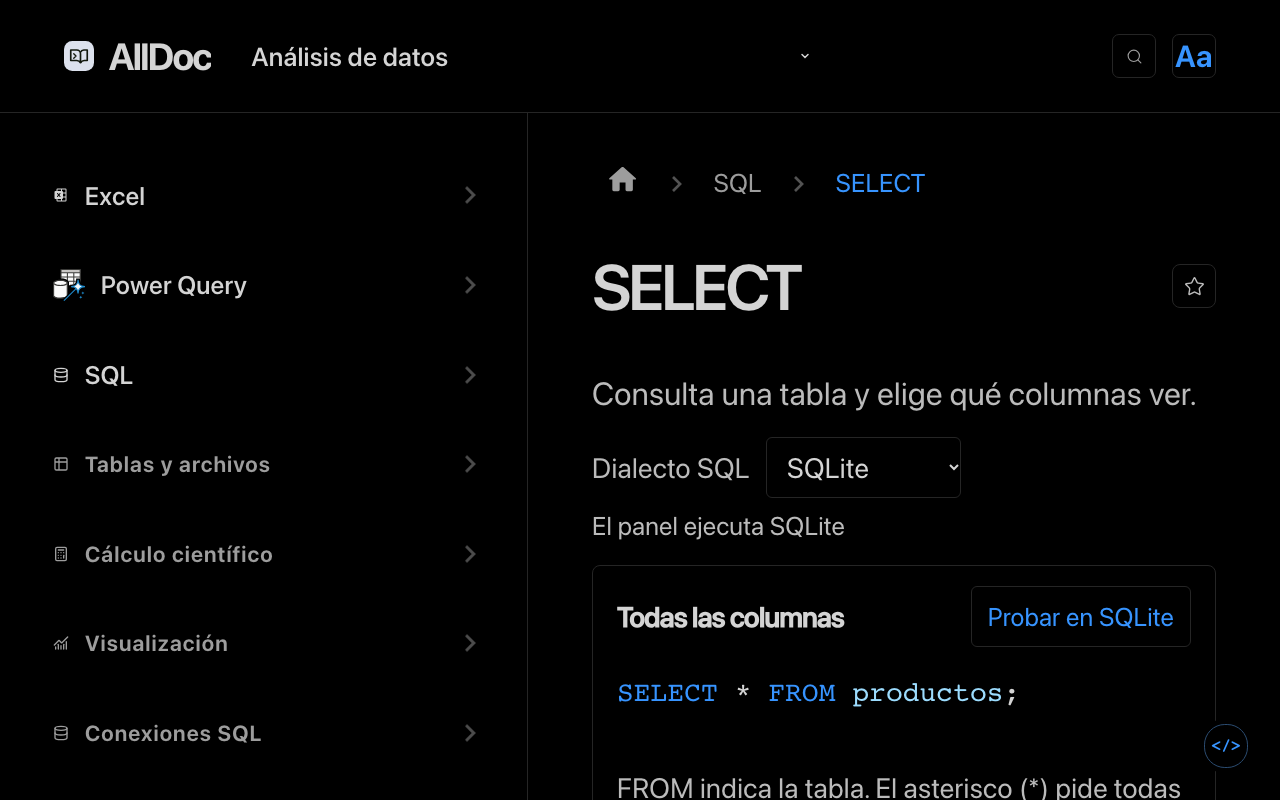 AllDoc
Análisis de datos
Aa
Excel
Power Query
SQL
Tablas y archivos
Cálculo científico
Visualización
Conexiones SQL
SQL
SELECT
SELECT
Consulta una tabla y elige qué columnas ver.
Dialecto SQL
SQLite
El panel ejecuta SQLite
Todas las columnas
Probar en SQLite
SELECT * FROM productos;
</>
FROM indica la tabla. El asterisco (*) pide todas